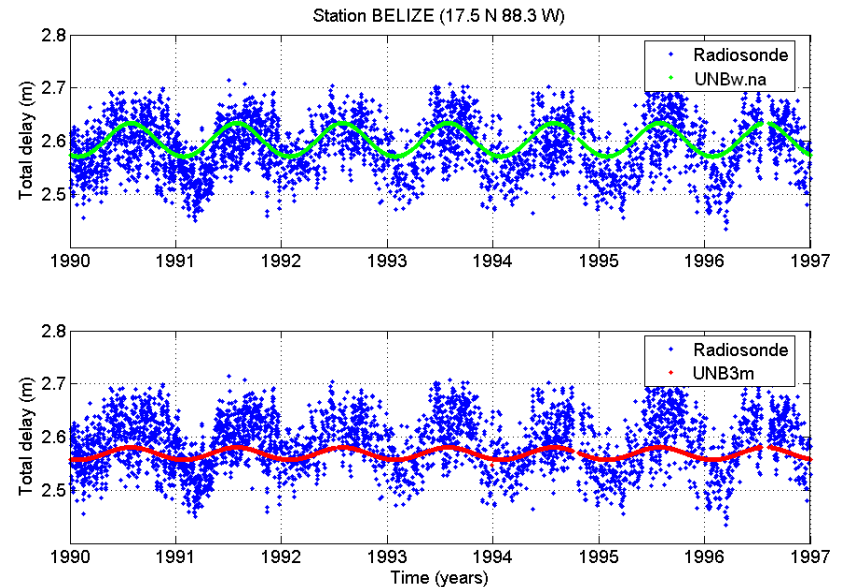 Station BELIZE (17.5 N 88.3 W)
Total delay (m)
2.8
2.7
2.6
2.5
Radiosonde
UNBw.na
1990 1991 1992 1993 1994 1995 1996 1997
Total delay (m)
2.8
2.7
2.6
2.5
Radiosonde
UNB3m
1990 1991 1992 1993 1994 1995 1996 1997
Time (years)